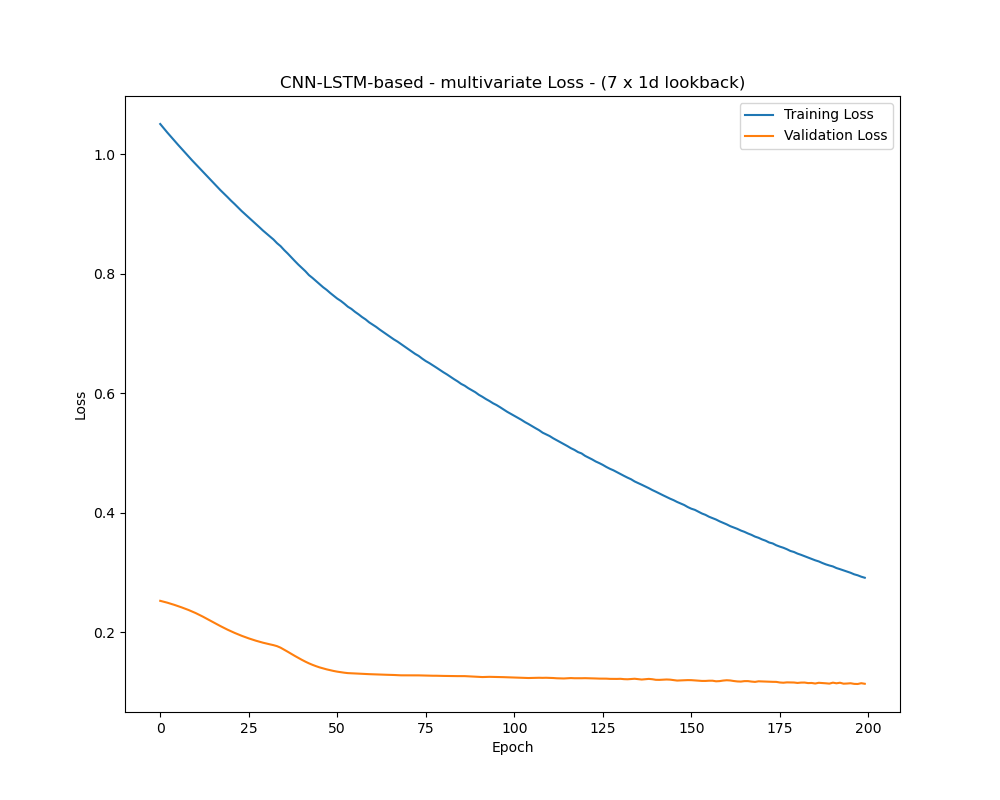 CNN-LSTM-based - multivariate Loss - (7 x 1d lookback)
Training Loss
Validation Loss
1.0
0.8
0.6
0.4
0.2
Loss
0 25 50 75 100 125 150 175 200
Epoch